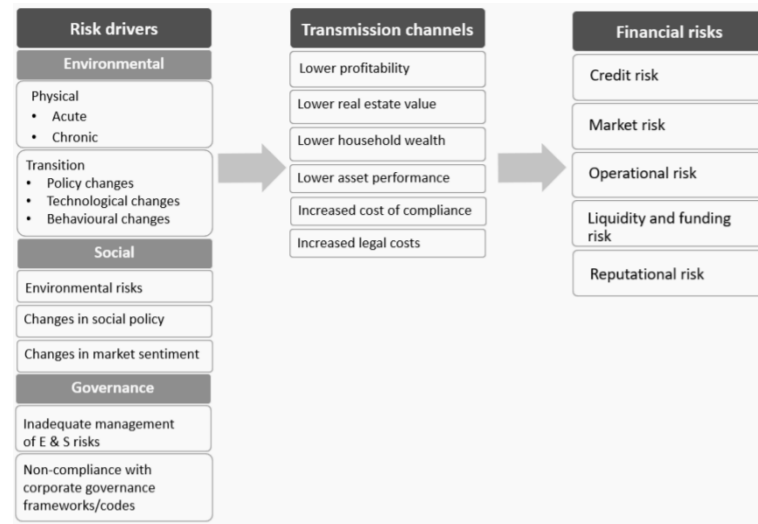 Risk drivers
Environmental
Physical
• Acute
• Chronic
Transition
• Policy changes
• Technological changes
• Behavioural changes
Social
Environmental risks
Changes in social policy
Changes in market sentiment
Governance
Inadequate management
of E & S risks
Non-compliance with
corporate governance
frameworks/codes
Transmission channels
Lower profitability
Lower real estate value
Lower household wealth
Lower asset performance
Increased cost of compliance
Increased legal costs
Financial risks
Credit risk
Market risk
Operational risk
Liquidity and funding
risk
Reputational risk